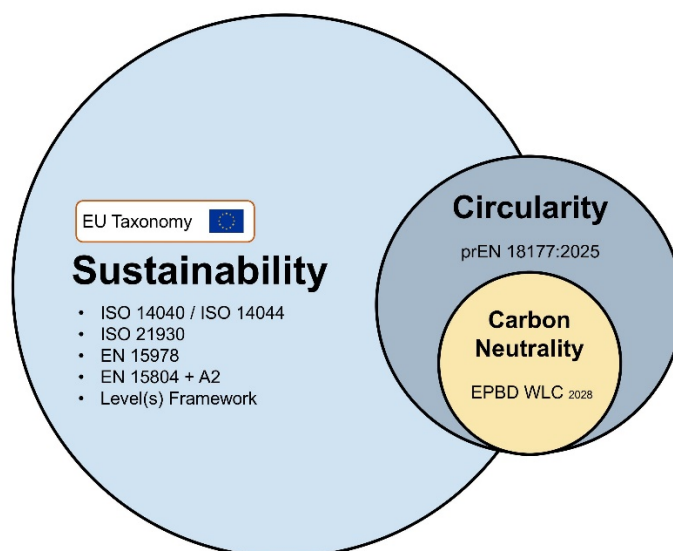 EU Taxonomy
Sustainability
• ISO 14040 / ISO 14044
• ISO 21930
• EN 15978
• EN 15804 + A2
• Level(s) Framework
Circularity
prEN 18177:2025
Carbon
Neutrality
EPBD WLC 2028